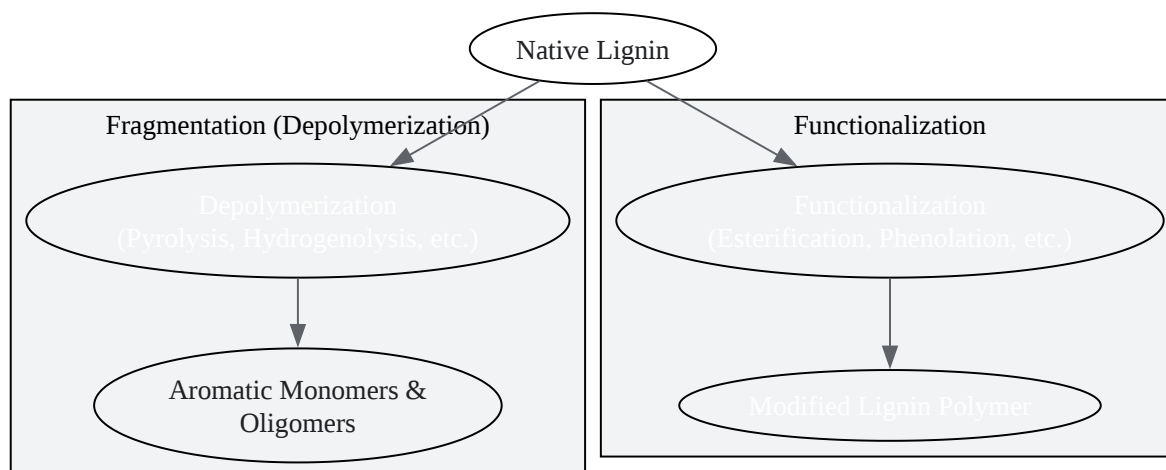 Native Lignin
Fragmentation (Depolymerization)
Functionalization
Depolymerization
(Pyrolysis, Hydrogenolysis, etc.)
Functionalization
(Esterification, Phenolation, etc.)
Aromatic Monomers &
Oligomers
Modified Lignin Polymer